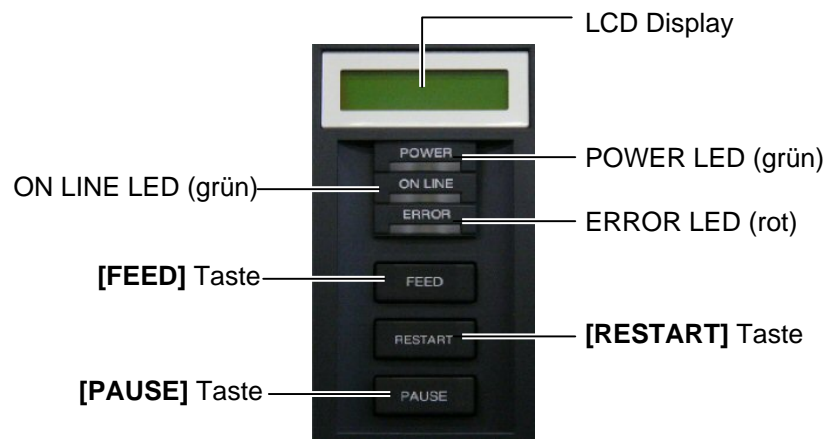 LCD Display
POWER
POWER LED (grün)
ON LINE LED (grün)
ON LINE
ERROR
ERROR LED (rot)
[FEED] Taste
FEED
RESTART
[RESTART] Taste
[PAUSE] Taste
PAUSE